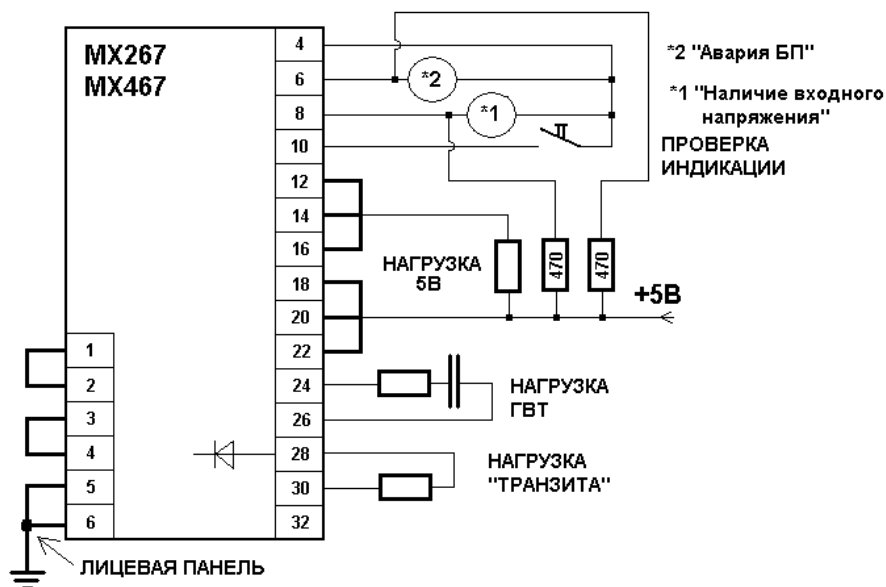 MX267
MX467
4
6
8
10
12
14
16
18
20
22
24
26
28
30
32
1
2
3
4
5
6
*2
*1
*2 "Авария БП"
*1 "Наличие входного
напряжения"
ПРОВЕРКА
ИНДИКАЦИИ
НАГРУЗКА
5В
470
470
+5В
НАГРУЗКА
ГВТ
НАГРУЗКА
"ТРАНЗИТА"
ЛИЦЕВАЯ ПАНЕЛЬ